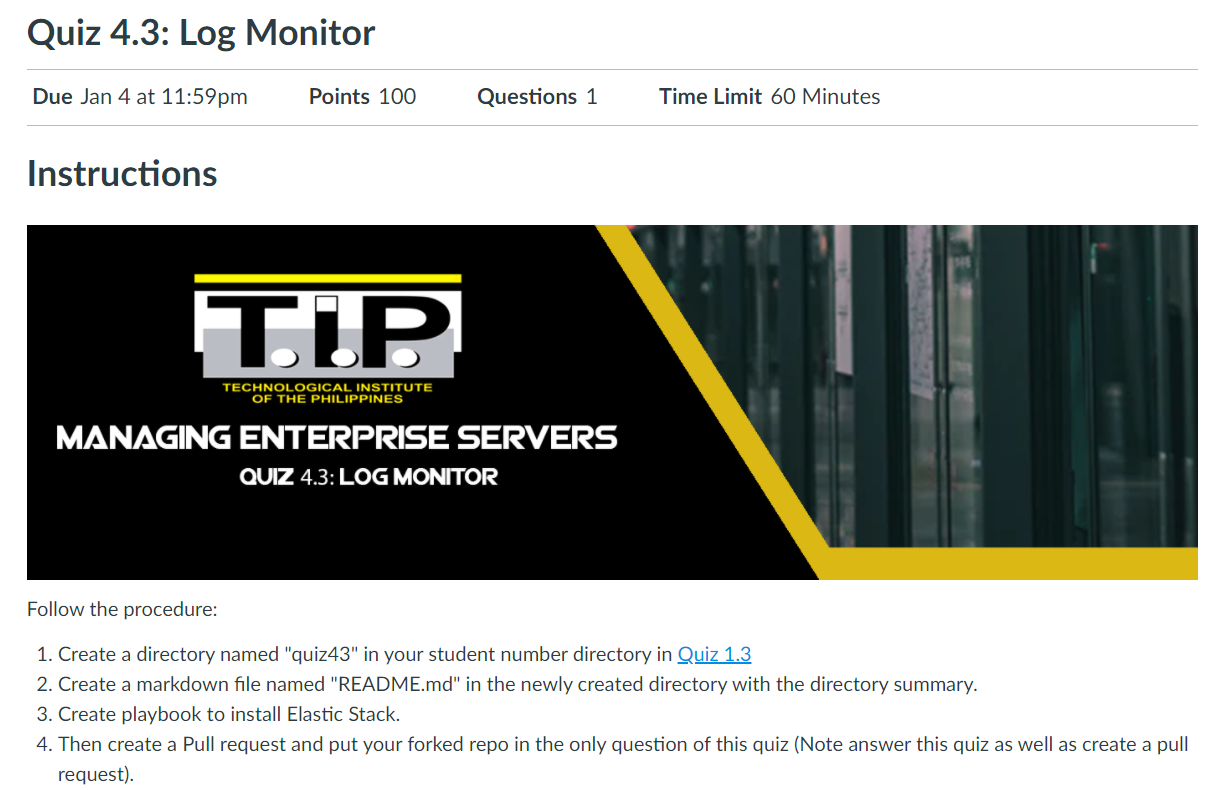 Quiz 4.3: Log Monitor
Due Jan 4 at 11:59pm Points 100 Questions 1 Time Limit 60 Minutes
Instructions
T.I.P.
TECHNOLOGICAL INSTITUTE
OF THE PHILIPPINES
MANAGING ENTERPRISE SERVERS
QUIZ 4.3: LOG MONITOR
Follow the procedure:
1. Create a directory named "quiz43" in your student number directory in Quiz 1.3
2. Create a markdown file named "README.md" in the newly created directory with the directory summary.
3. Create playbook to install Elastic Stack.
4. Then create a Pull request and put your forked repo in the only question of this quiz (Note answer this quiz as well as create a pull
request).